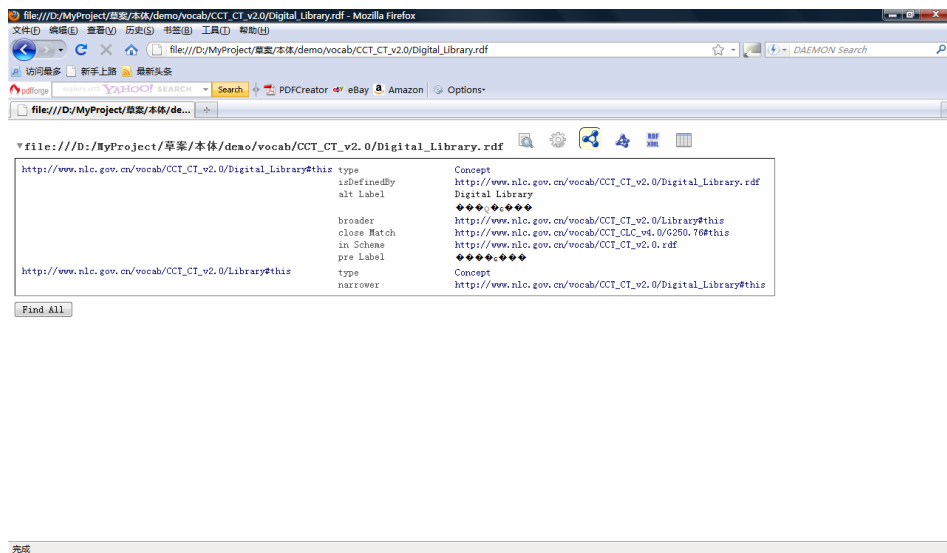 file:///D:/MyProject/草案/本体/demo/vocab/CCT_CT_v2.0/Digital_Library.rdf - Mozilla Firefox
文件(F) 编辑(E) 查看(V) 历史(S) 书签(B) 工具(T) 帮助(H)
file:///D:/MyProject/草案/本体/demo/vocab/CCT_CT_v2.0/Digital_Library.rdf DAEMON Search
访问最多 新手上路 最新头条
pdfforge YAHOO! SEARCH Search PDFCreator eBay Amazon Options
file:///D:/MyProject/草案/本体/de...
file:///D:/MyProject/草案/本体/demo/vocab/CCT_CT_v2.0/Digital_Library.rdf RDF XML
http://www.nlc.gov.cn/vocab/CCT_CT_v2.0/Digital_Library#this type Concept
isDefinedBy http://www.nlc.gov.cn/vocab/CCT_CT_v2.0/Digital_Library.rdf
alt Label Digital Library
broader http://www.nlc.gov.cn/vocab/CCT_CT_v2.0/Library#this
close Match http://www.nlc.gov.cn/vocab/CCT_CLC_v4.0/G250.76#this
in Scheme http://www.nlc.gov.cn/vocab/CCT_CT_v2.0.rdf
pre Label
http://www.nlc.gov.cn/vocab/CCT_CT_v2.0/Library#this type Concept
narrower http://www.nlc.gov.cn/vocab/CCT_CT_v2.0/Digital_Library#this
Find All
完成